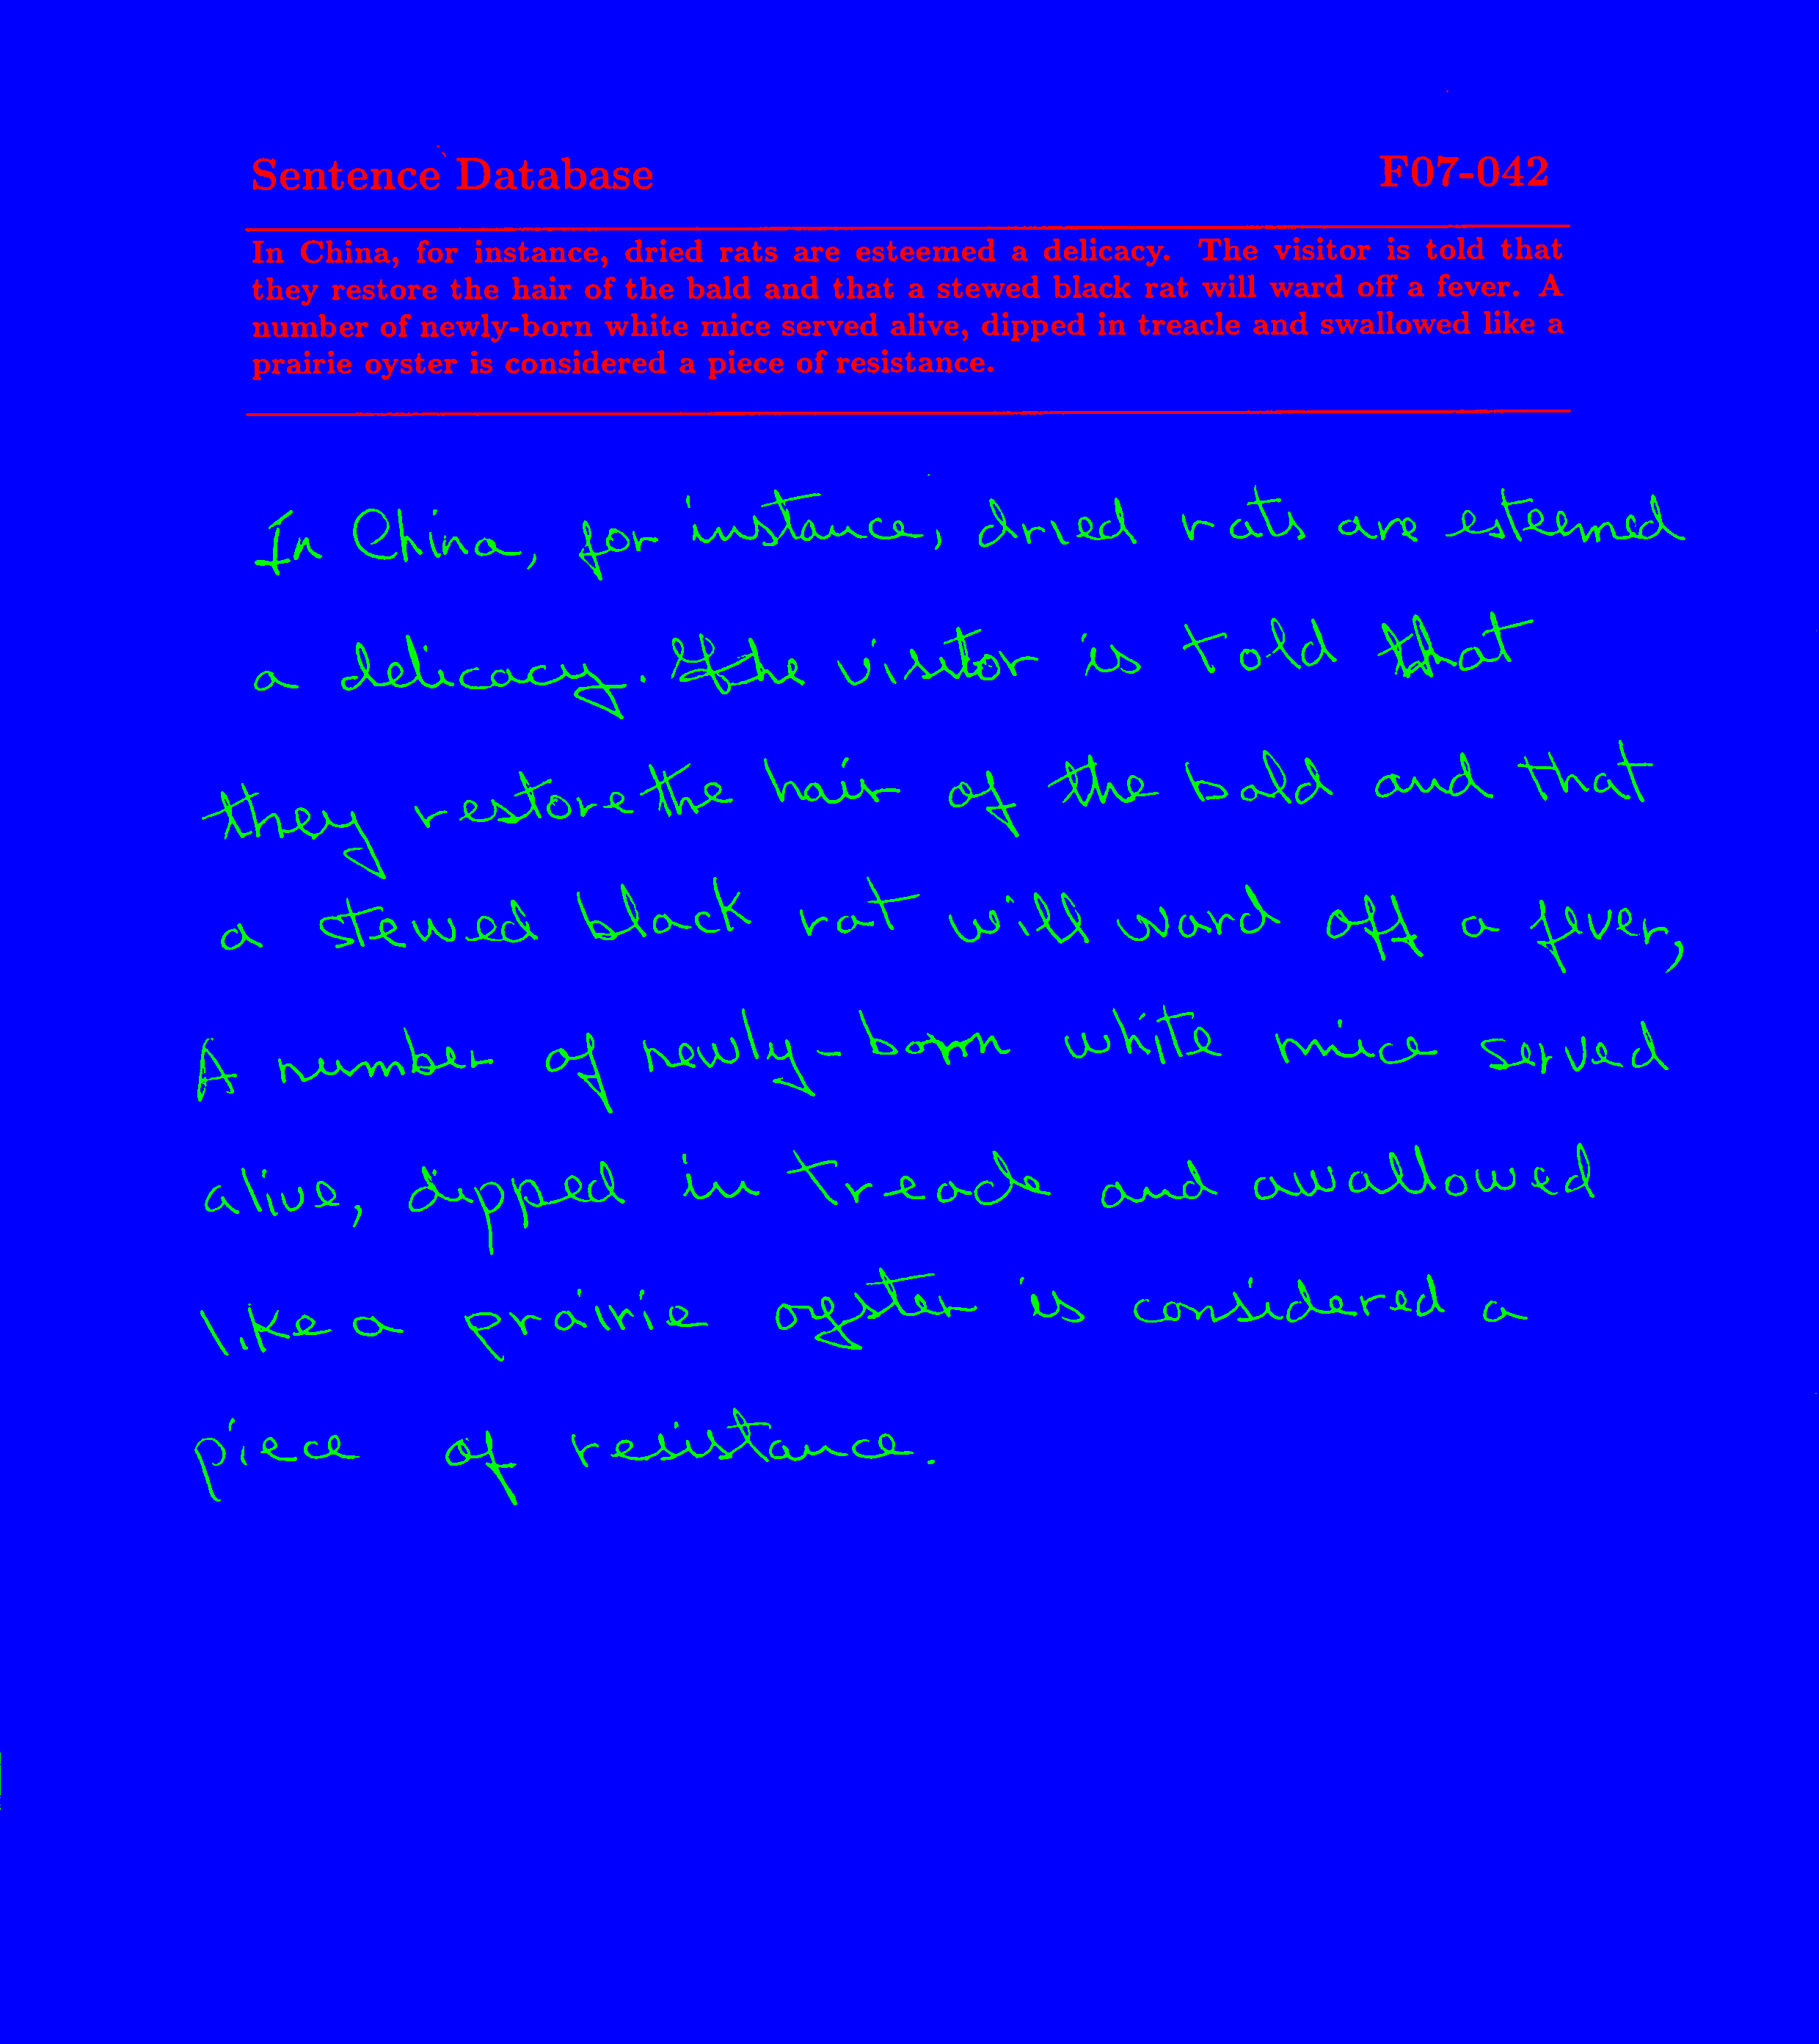 Sentence Database F07-042
In China, for instance, dried rats are esteemed a delicacy. The visitor is told that
they restore the hair of the bald and that a stewed black rat will ward off a fever. A
number of newly-born white mice served alive, dipped in treacle and swallowed like a
prairie oyster is considered a piece of resistance.
In China, for instance, dried rats are esteemed
a delicacy. The visitor is told that
they restore the hair of the bald and that
a stewed black rat will ward off a fever,
A number of newly-born white mice served
alive, dipped in treacle and swallowed
like a prairie oyster is considered a
piece of resistance.